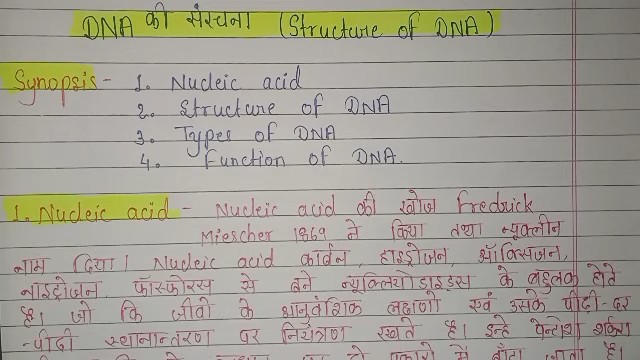 DNA की संरचना (Structure of DNA)
Synopsis - 1. Nucleic acid
2. Structure of DNA
3. Types of DNA
4. Function of DNA.
1. Nucleic acid - Nucleic acid की खोज Fredrick
Miescher 1869 ने किया तथा न्यूक्लीन
नाम दिया। Nucleic acid कार्बन, हाइड्रोजन, ऑक्सिजन,
नाइट्रोजन, फॉस्फोरस से बने न्यूक्लियोडाइड्स के बहुलक होते
है। जो कि जीवो के आनुवंशिक लक्षणो एवं उसके पीढ़ी-दर
-पीढी स्थानान्तरण पर नियंत्रण रखते है। इन्हे पेन्टोश शर्करा